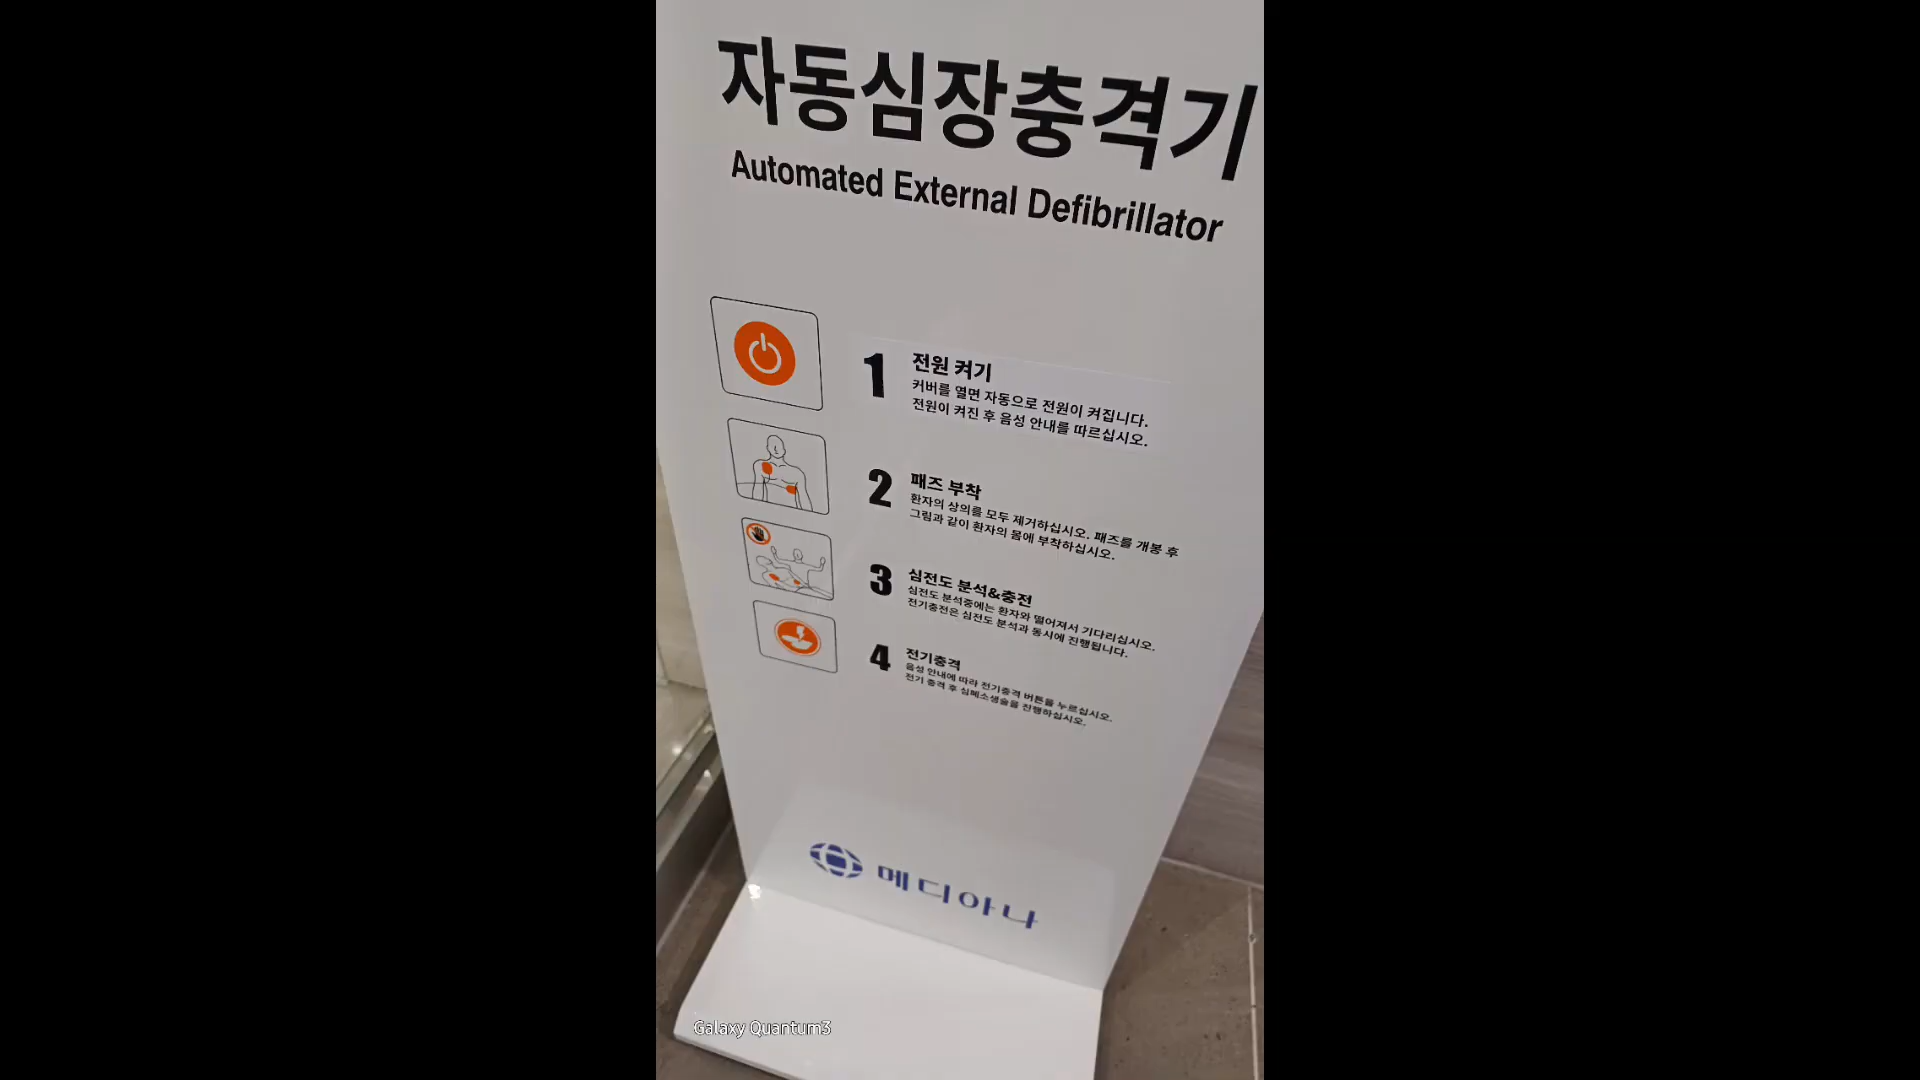 자동심장충격기
Automated External Defibrillator
1 전원 켜기
커버를 열면 자동으로 전원이 켜집니다.
전원이 켜진 후 음성 안내를 따르십시오.
2 패즈 부착
환자의 상의를 모두 제거하십시오. 패즈를 개봉 후
그림과 같이 환자의 몸에 부착하십시오.
3 심전도 분석&충전
심전도 분석중에는 환자와 떨어져서 기다리십시오.
전기충전은 심전도 분석과 동시에 진행됩니다.
4 전기충격
음성 안내에 따라 전기충격 버튼을 누르십시오.
전기 충격 후 심폐소생술을 진행하십시오.
메디아나
Galaxy Quantum3